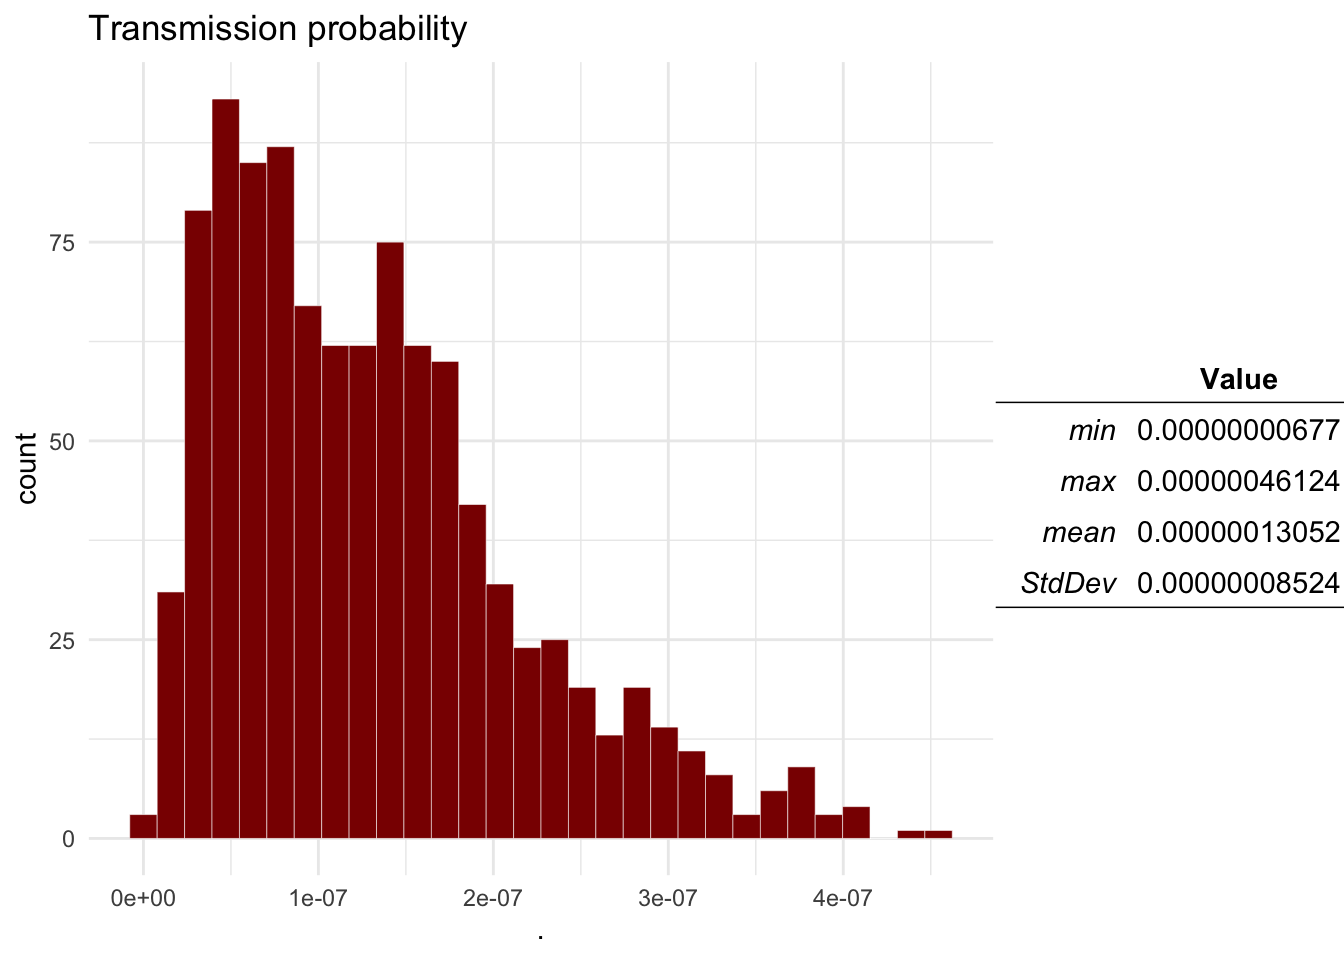 Transmission probability
count
75
50
25
0
0e+00 1e-07 2e-07 3e-07 4e-07
.
Value
min 0.00000000677
max 0.00000046124
mean 0.00000013052
StdDev 0.00000008524